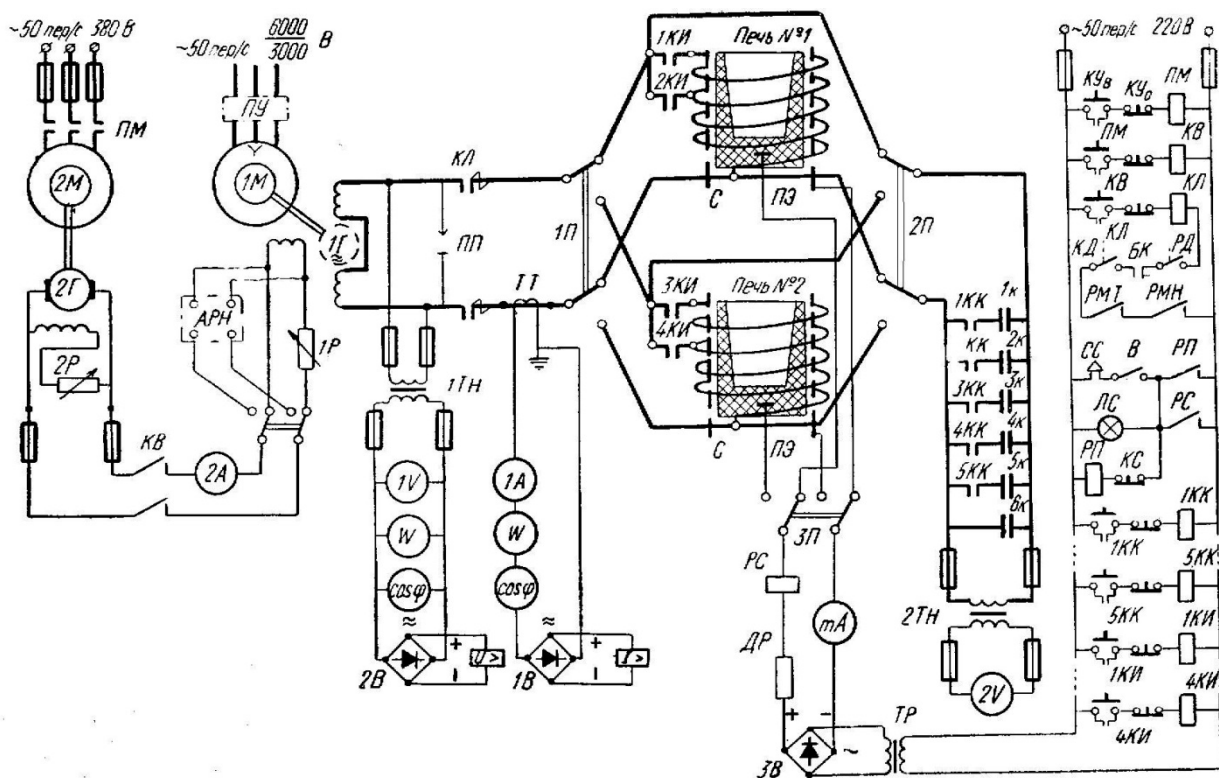 ~50 пер/с 380 В
~50 пер/с 6000/3000 В
ПУ
ПМ
2М
1М
2Г
1Г
≂
АРН
1Р
2Р
КВ
2А
КЛ
ПП
ТТ
1ТН
1V
W
cosφ
≈
2В
+
−
U>
1А
W
cosφ
≈
1В
+
−
I>
1П
1КИ
2КИ
Печь №1
С
ПЭ
3КИ
4КИ
Печь №2
С
ПЭ
2П
3П
РС
ДР
mA
+
−
3В
~
ТР
1КК
1к
КК
2к
3КК
3к
4КК
4к
5КК
5к
6к
2ТН
2V
~50 пер/с 220 В
КУв
КУо
ПМ
ПМ
КВ
КВ
КЛ
КЛ
КД
БК
РД
РМТ
РМН
СС
В
РП
ЛС
РС
РП
КС
1КК
1КК
5КК
5КК
1КИ
1КИ
4КИ
4КИ